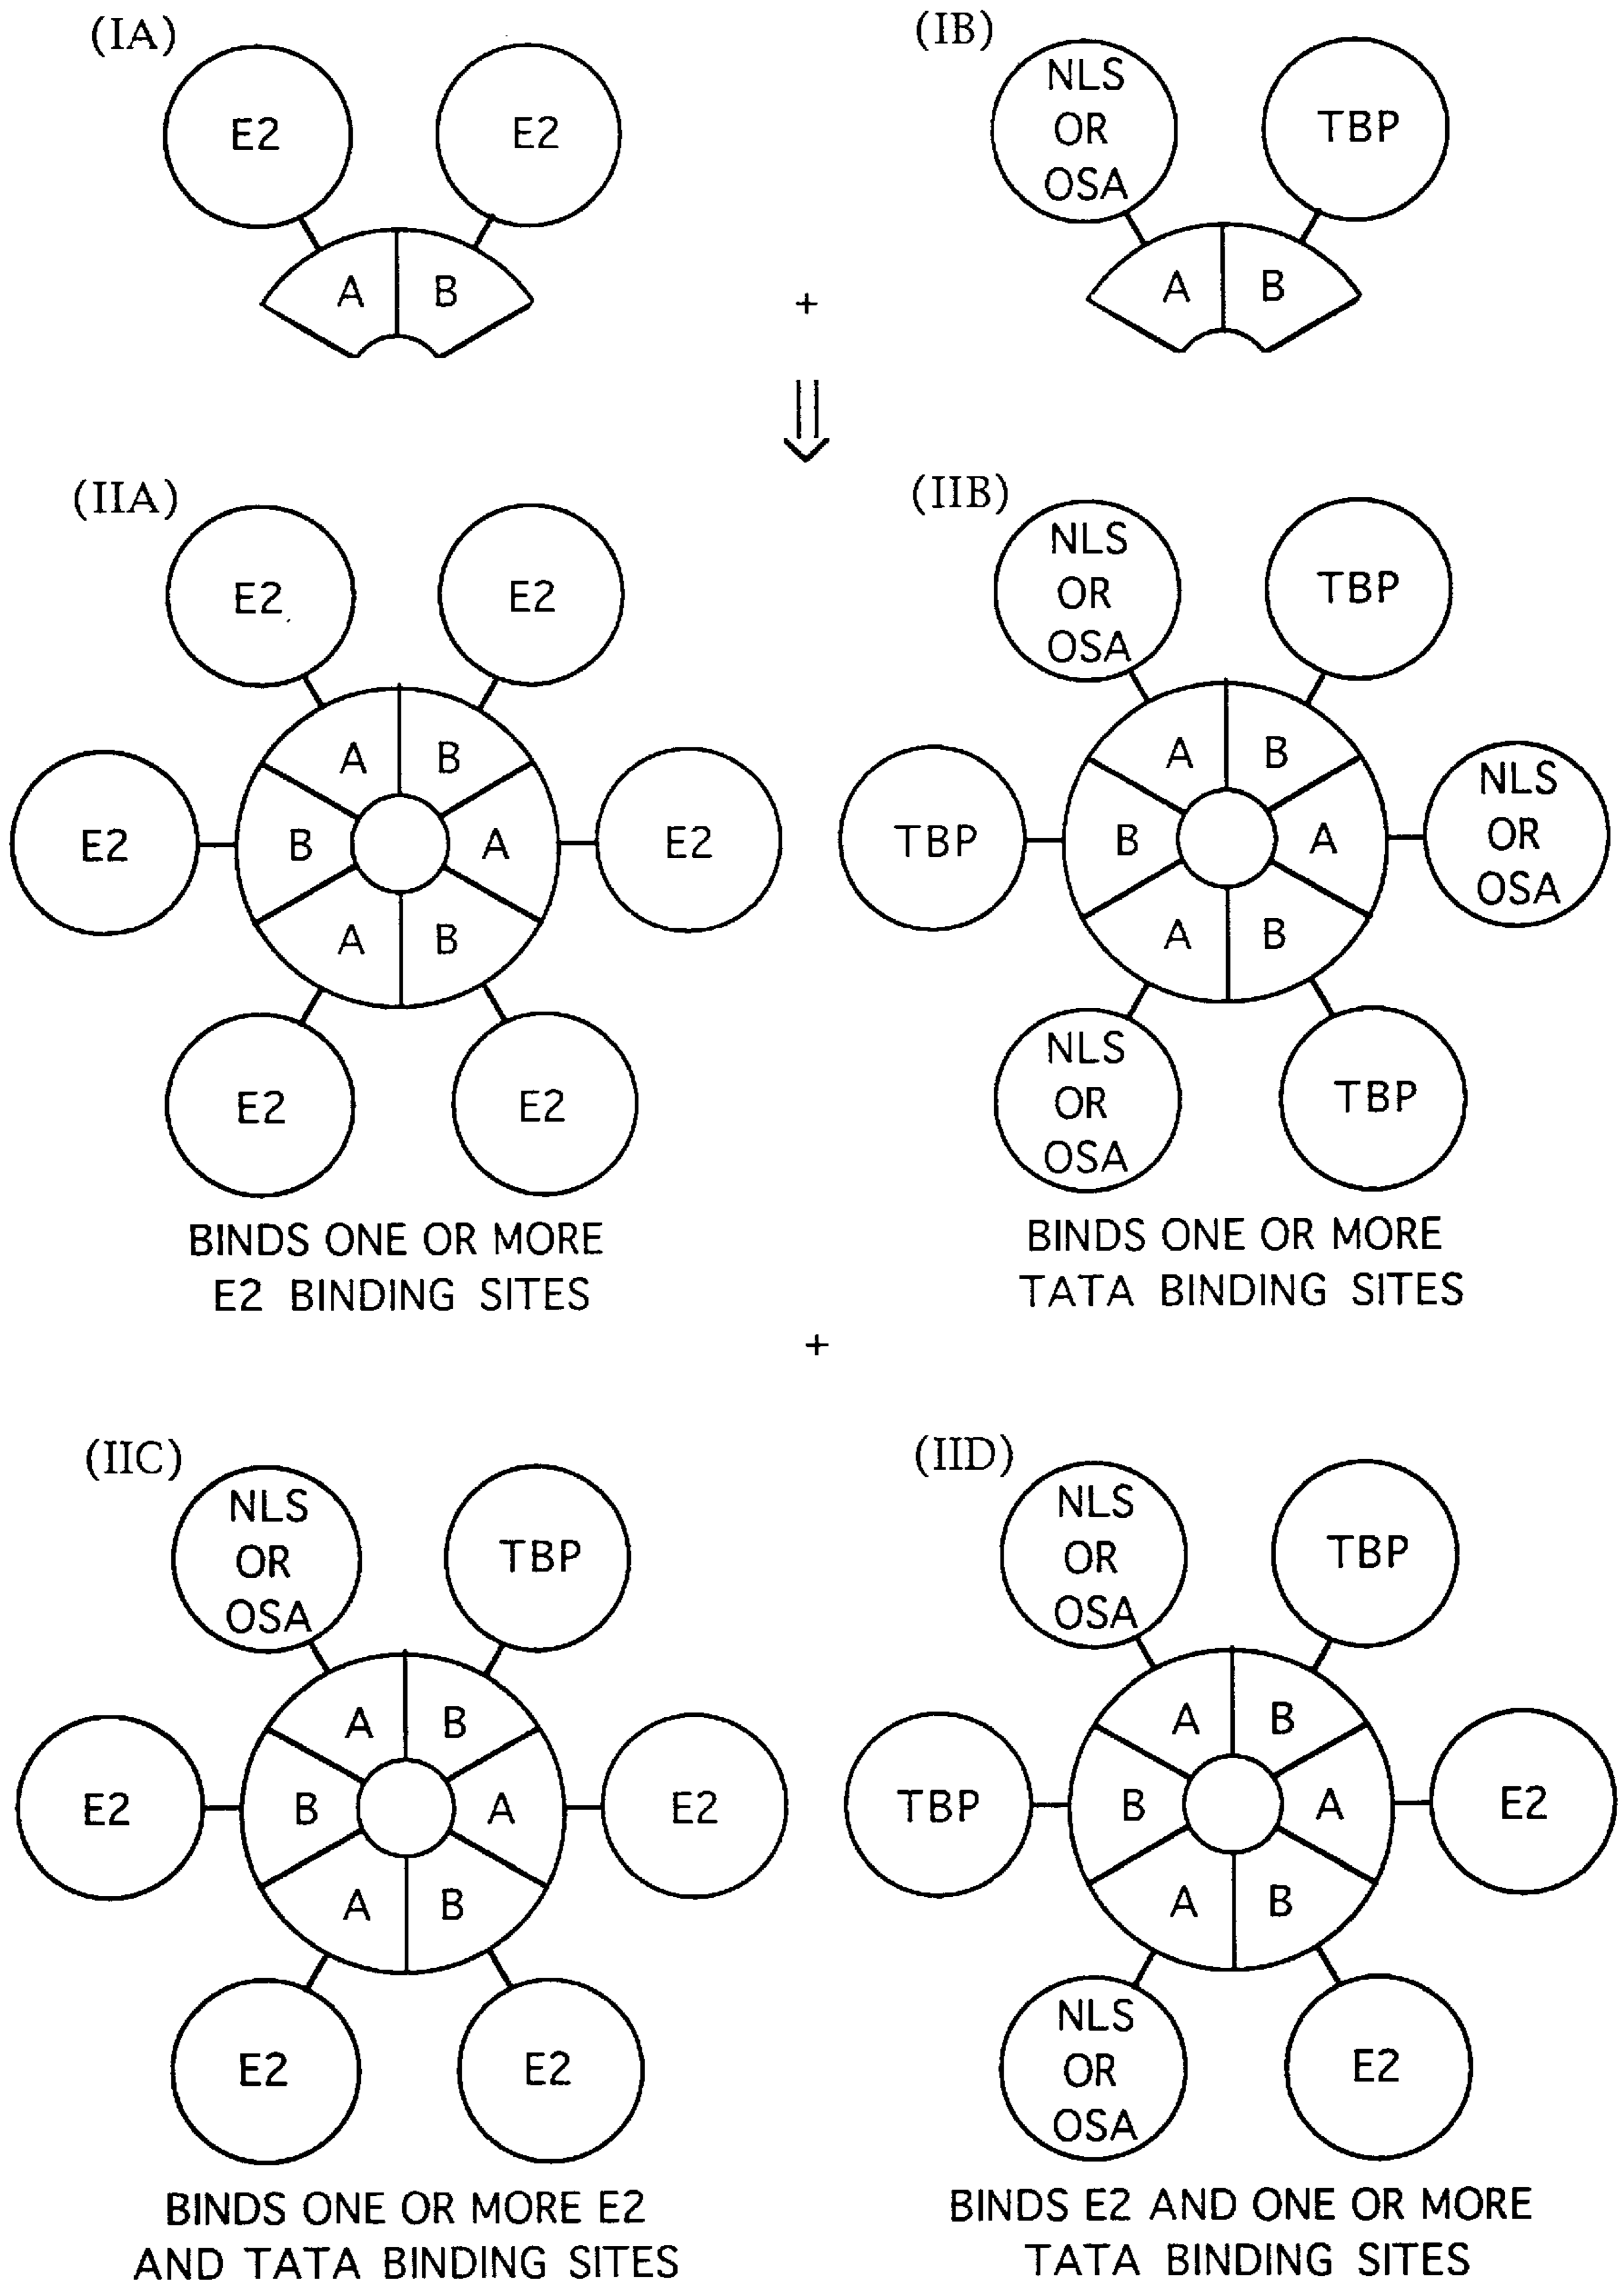 (IA)
(IB)
E2
E2
NLS
OR
OSA
TBP
A
B
+
A
B
(IIA)
(IIB)
E2
E2
NLS
OR
OSA
TBP
A
B
A
B
E2
B
A
E2
TBP
B
A
NLS
OR
OSA
A
B
A
B
E2
E2
NLS
OR
OSA
TBP
BINDS ONE OR MORE
E2 BINDING SITES
BINDS ONE OR MORE
TATA BINDING SITES
+
(IIC)
(IID)
NLS
OR
OSA
TBP
NLS
OR
OSA
TBP
A
B
A
B
E2
B
A
E2
TBP
B
A
E2
A
B
A
B
E2
E2
NLS
OR
OSA
E2
BINDS ONE OR MORE E2
AND TATA BINDING SITES
BINDS E2 AND ONE OR MORE
TATA BINDING SITES